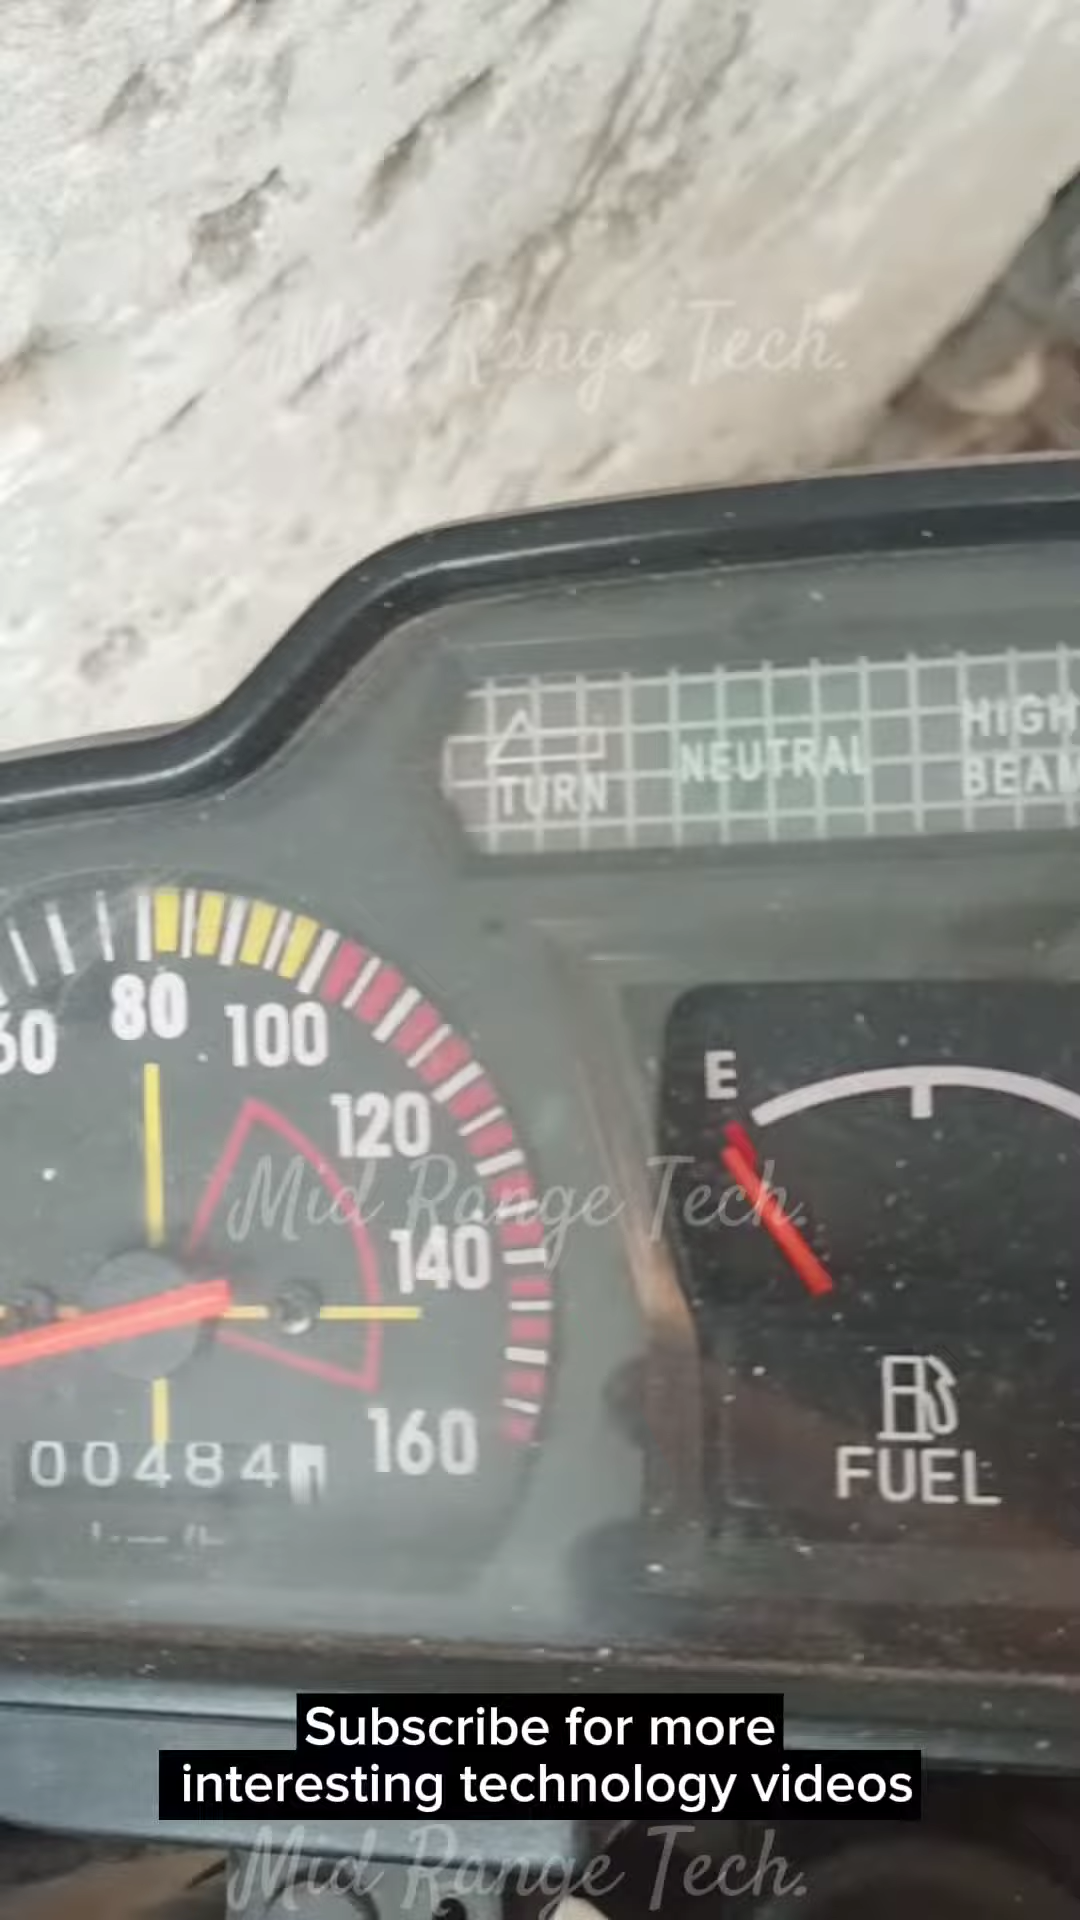 Mid Range Tech.
TURN
NEUTRAL
HIGH
BEAM
80
100
120
140
160
E
Mid Range Tech.
00484
FUEL
Subscribe for more
interesting technology videos
Mid Range Tech.